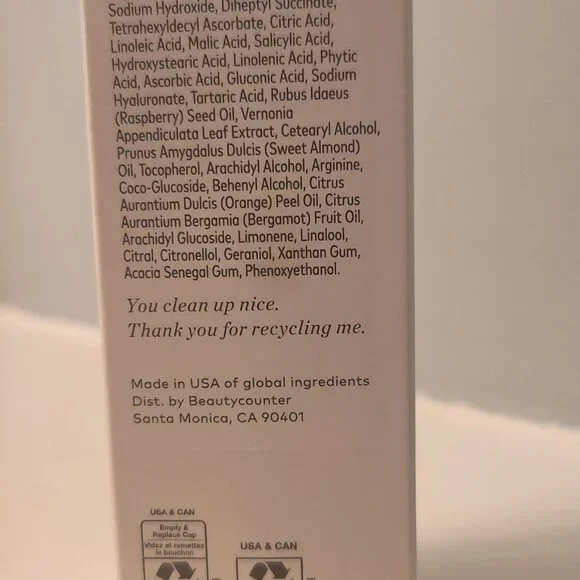 Sodium Hydroxide, Diheptyl Succinate,
Tetrahexyldecyl Ascorbate, Citric Acid,
Linoleic Acid, Malic Acid, Salicylic Acid,
Hydroxystearic Acid, Linolenic Acid, Phytic
Acid, Ascorbic Acid, Gluconic Acid, Sodium
Hyaluronate, Tartaric Acid, Rubus Idaeus
(Raspberry) Seed Oil, Vernonia
Appendiculata Leaf Extract, Cetearyl Alcohol,
Prunus Amygdalus Dulcis (Sweet Almond)
Oil, Tocopherol, Arachidyl Alcohol, Arginine,
Coco-Glucoside, Behenyl Alcohol, Citrus
Aurantium Dulcis (Orange) Peel Oil, Citrus
Aurantium Bergamia (Bergamot) Fruit Oil,
Arachidyl Glucoside, Limonene, Linalool,
Citral, Citronellol, Geraniol, Xanthan Gum,
Acacia Senegal Gum, Phenoxyethanol.
You clean up nice.
Thank you for recycling me.
Made in USA of global ingredients
Dist. by Beautycounter
Santa Monica, CA 90401
USA & CAN
Empty &
Replace Cap
Videz et remettez
le bouchon
USA & CAN